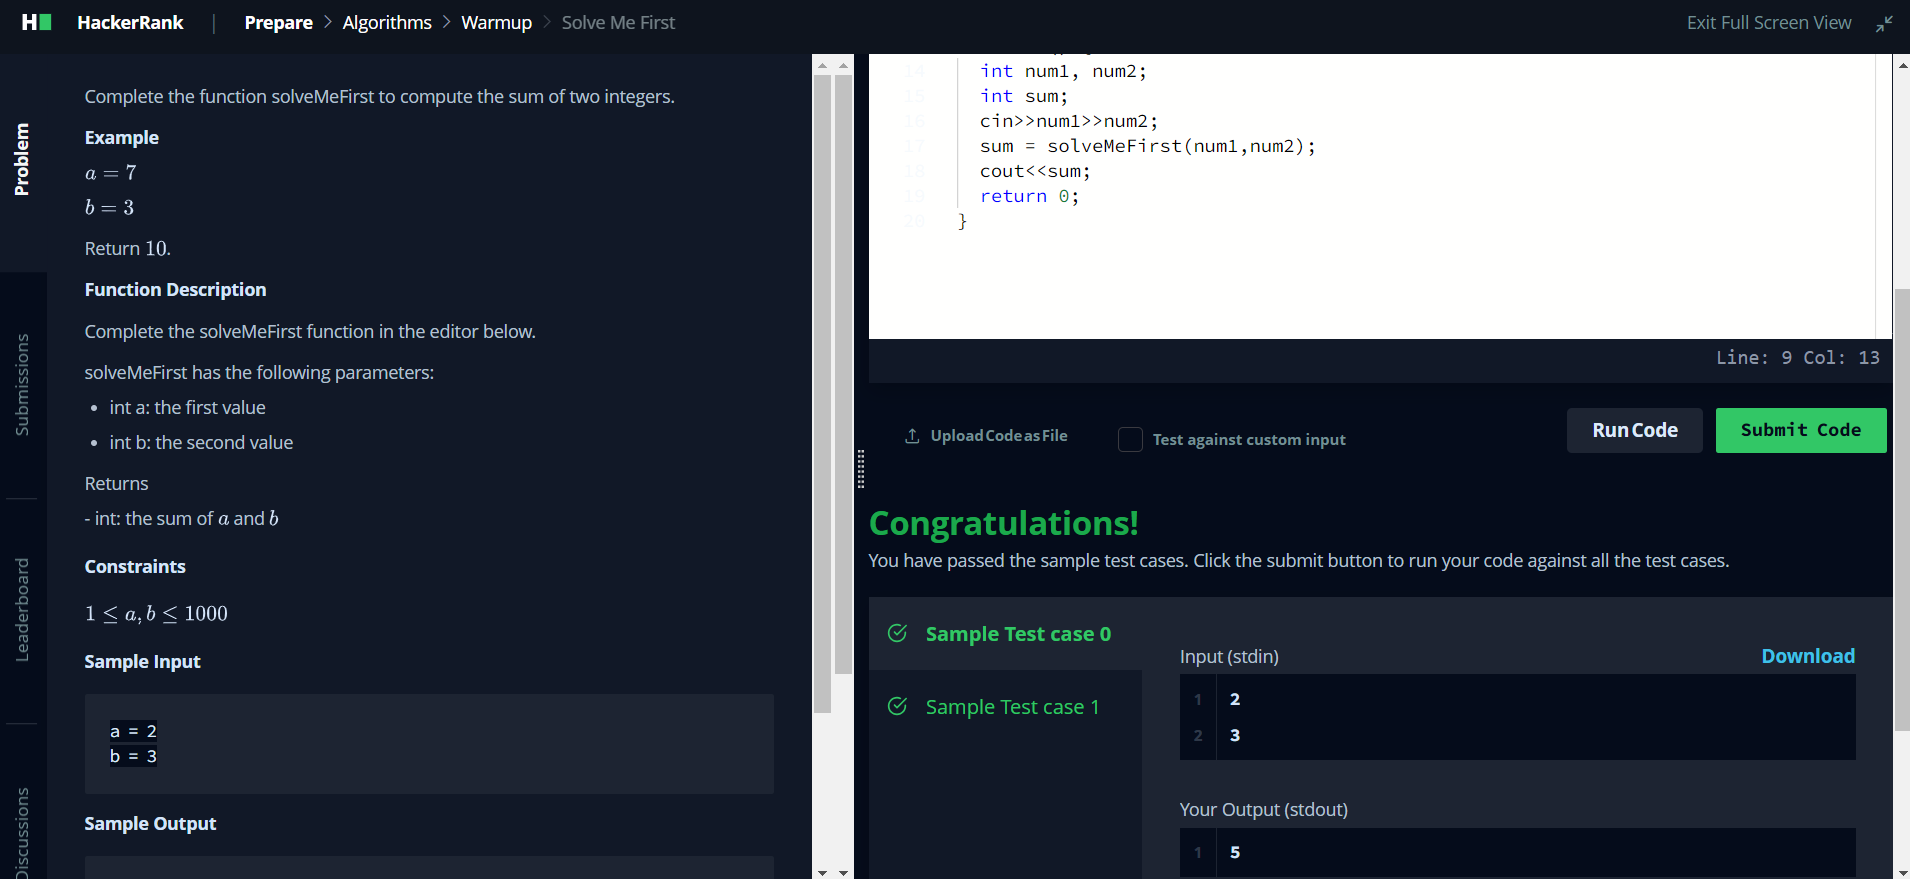 HackerRank | Prepare > Algorithms > Warmup > Solve Me First
Exit Full Screen View
Problem
Submissions
Leaderboard
Discussions
Complete the function solveMeFirst to compute the sum of two integers.
Example
a = 7
b = 3
Return 10.
Function Description
Complete the solveMeFirst function in the editor below.
solveMeFirst has the following parameters:
• int a: the first value
• int b: the second value
Returns
- int: the sum of a and b
Constraints
1 ≤ a, b ≤ 1000
Sample Input
a = 2
b = 3
Sample Output
14 int num1, num2;
15 int sum;
16 cin>>num1>>num2;
17 sum = solveMeFirst(num1,num2);
18 cout<<sum;
19 return 0;
20 }
Line: 9 Col: 13
Upload Code as File
Test against custom input
Run Code
Submit Code
Congratulations!
You have passed the sample test cases. Click the submit button to run your code against all the test cases.
Sample Test case 0
Sample Test case 1
Input (stdin)
Download
1 2
2 3
Your Output (stdout)
1 5